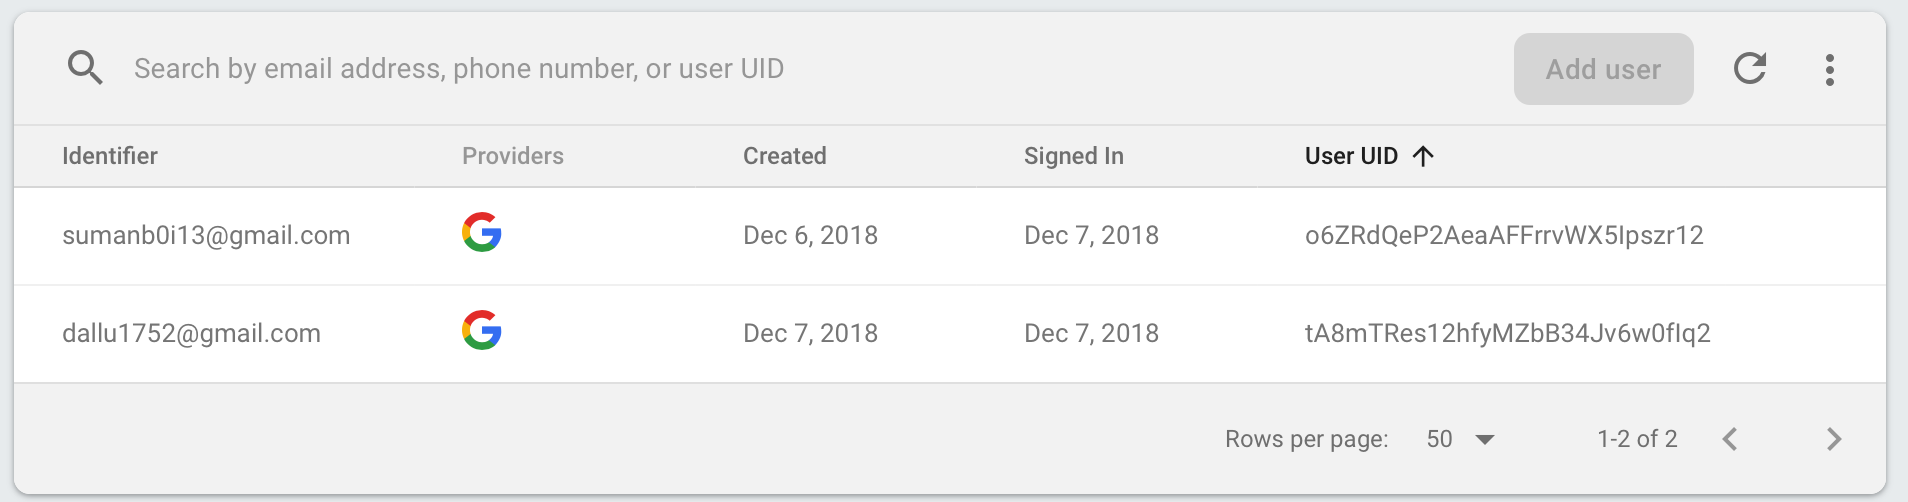 Search by email address, phone number, or user UID Add user
Identifier Providers Created Signed In User UID
sumanb0i13@gmail.com Dec 6, 2018 Dec 7, 2018 o6ZRdQeP2AeaAFFrrvWX5Ipszr12
dallu1752@gmail.com Dec 7, 2018 Dec 7, 2018 tA8mTRes12hfyMZbB34Jv6w0fIq2
Rows per page: 50 1-2 of 2